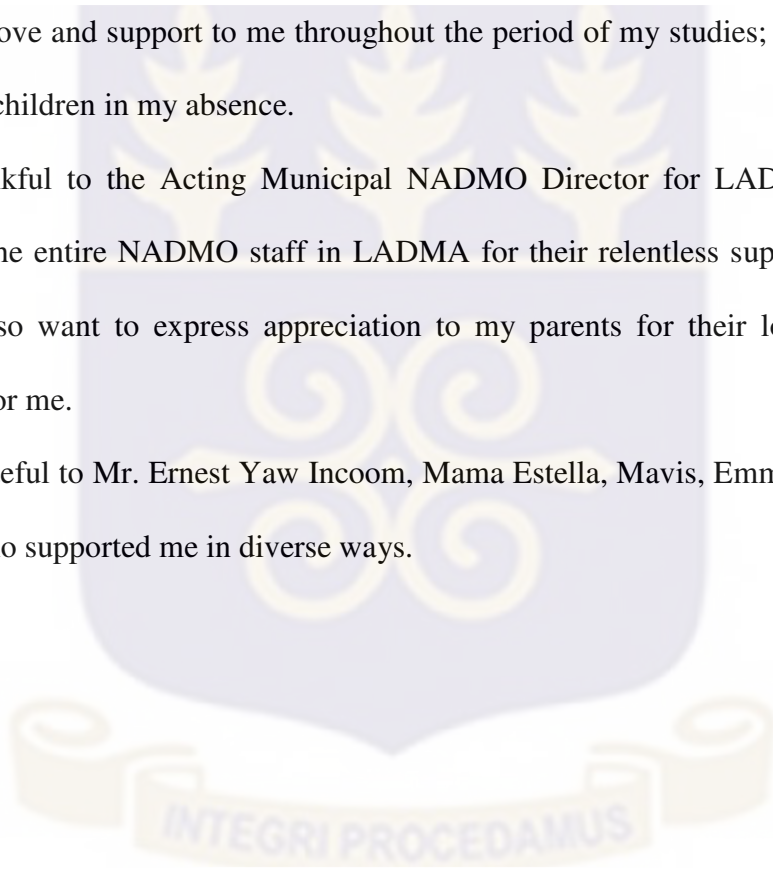 ove and support to me throughout the period of my studies;
children in my absence.
kful to the Acting Municipal NADMO Director for LAD
he entire NADMO staff in LADMA for their relentless sup
so want to express appreciation to my parents for their lo
or me.
eful to Mr. Ernest Yaw Incoom, Mama Estella, Mavis, Emm
o supported me in diverse ways.
INTEGRI PROCEDAMUS